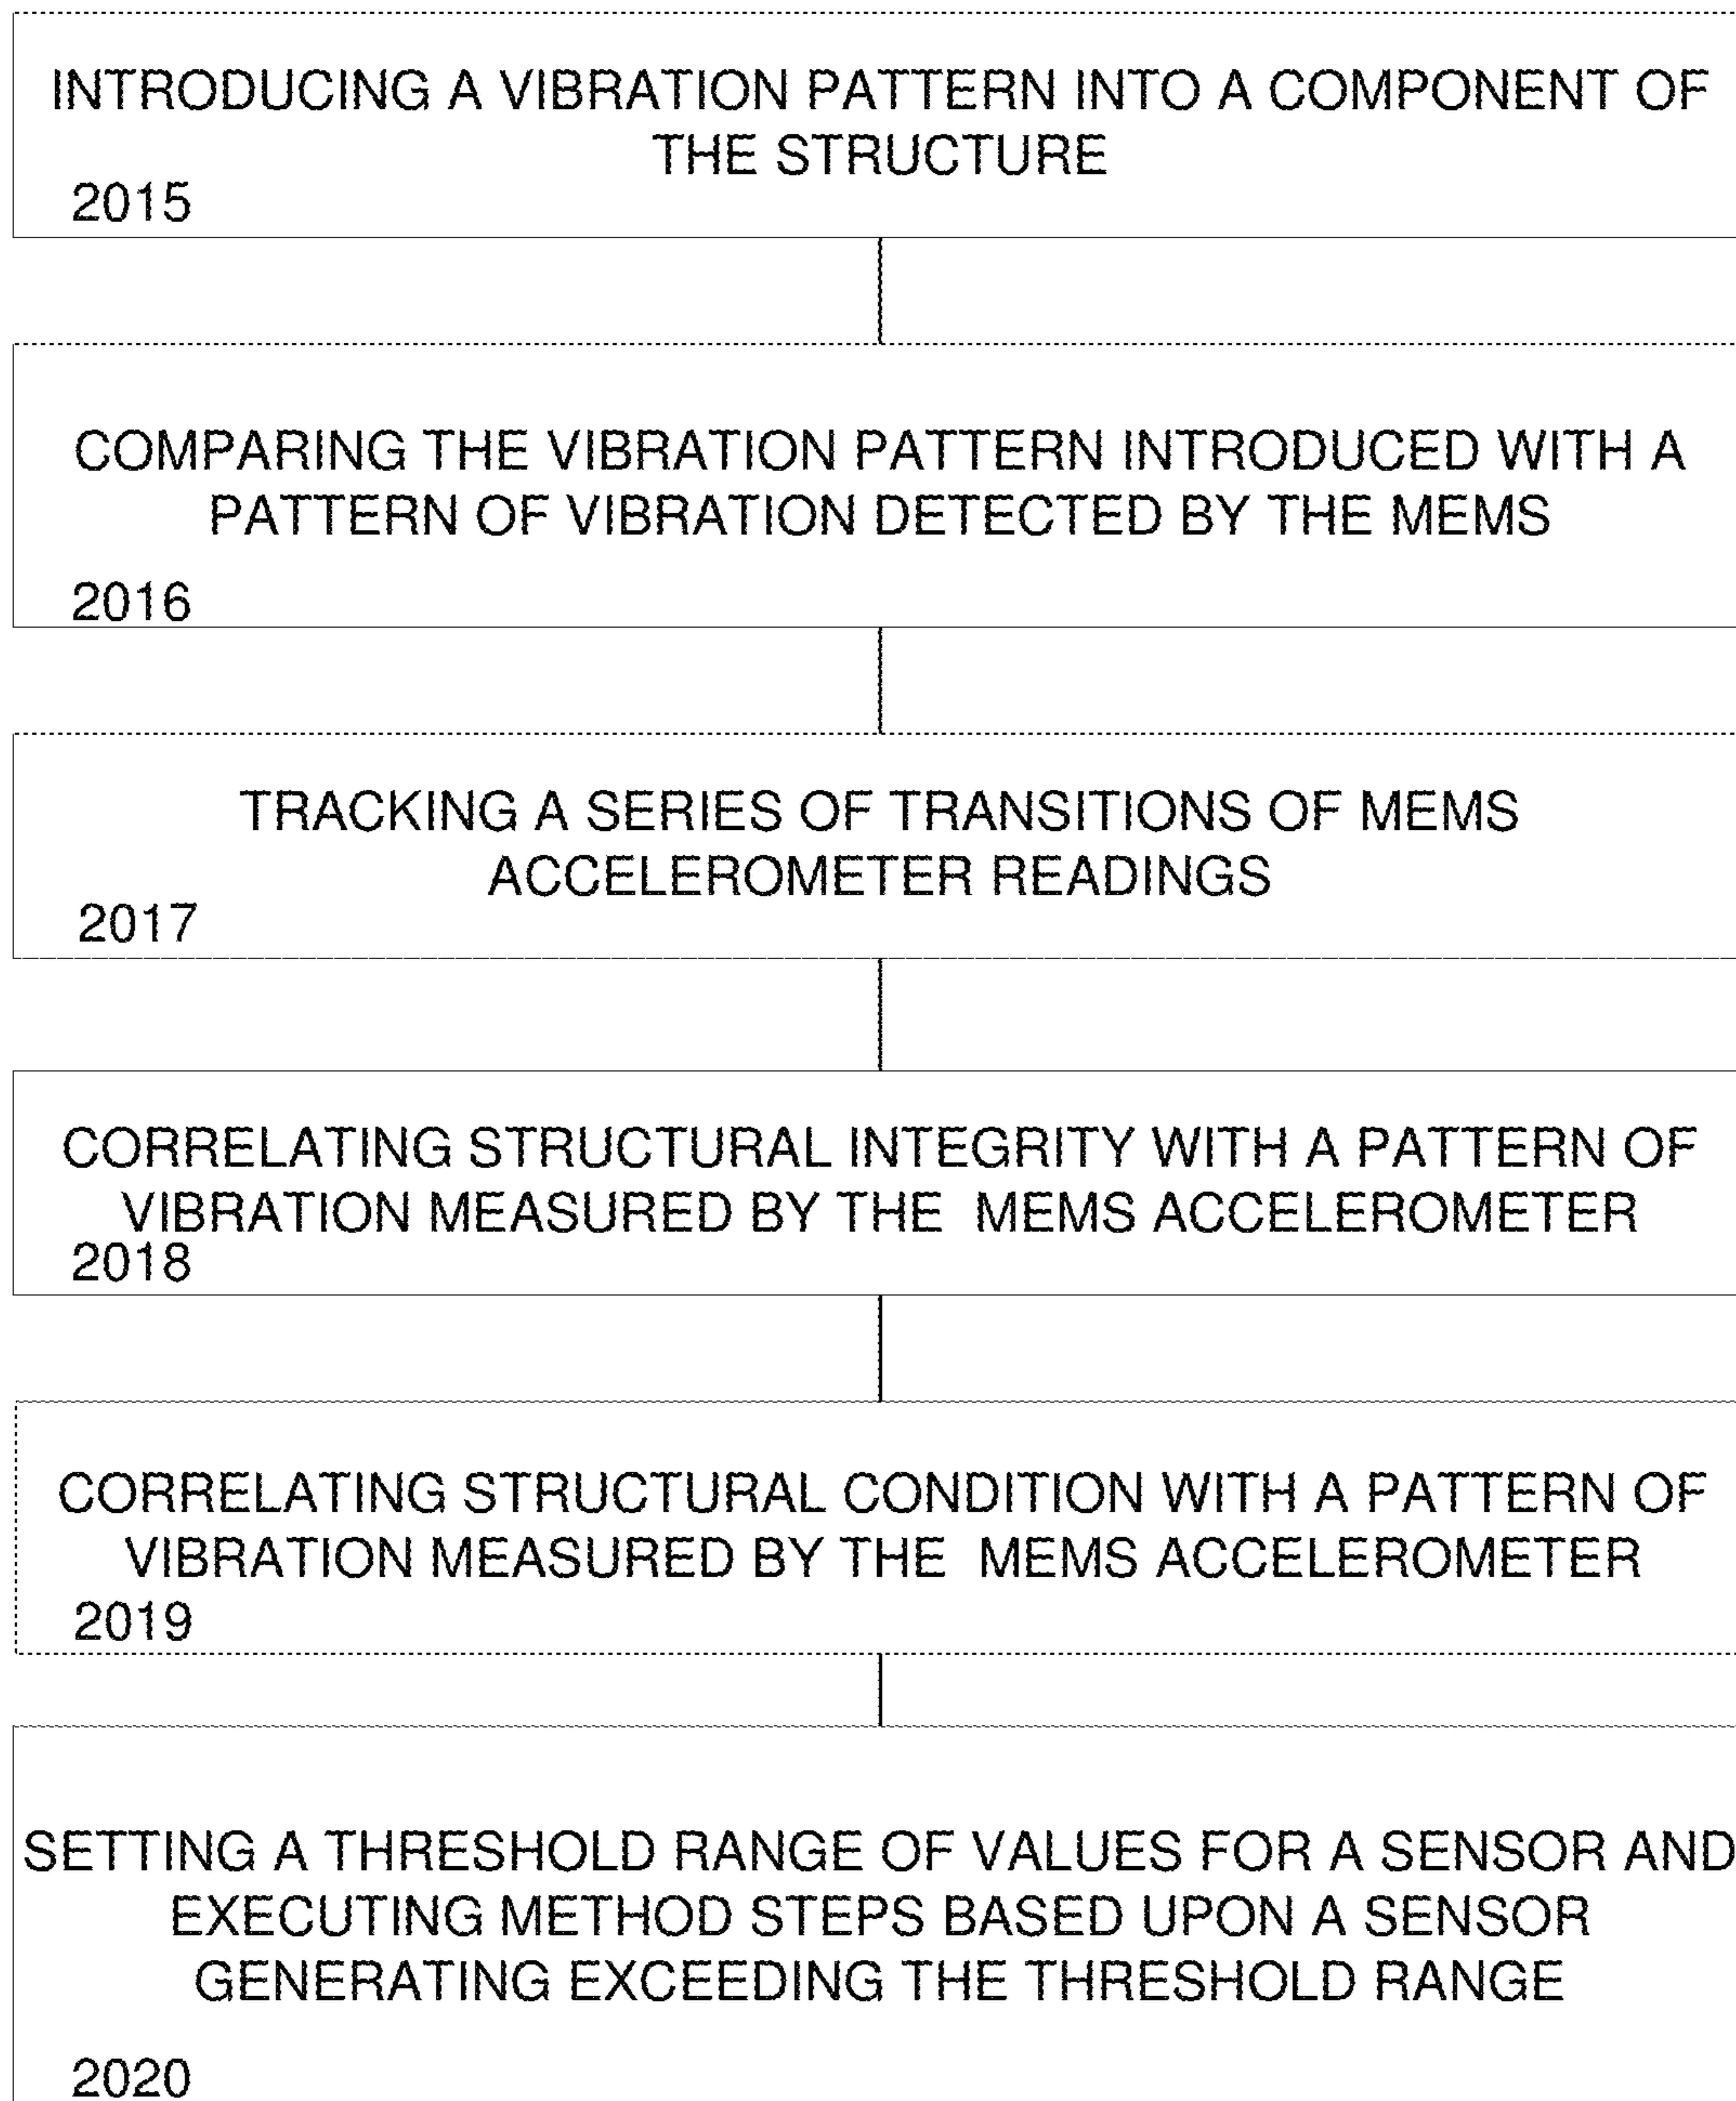 INTRODUCING A VIBRATION PATTERN INTO A COMPONENT OF
THE STRUCTURE
2015
COMPARING THE VIBRATION PATTERN INTRODUCED WITH A
PATTERN OF VIBRATION DETECTED BY THE MEMS
2016
TRACKING A SERIES OF TRANSITIONS OF MEMS
ACCELEROMETER READINGS
2017
CORRELATING STRUCTURAL INTEGRITY WITH A PATTERN OF
VIBRATION MEASURED BY THE MEMS ACCELEROMETER
2018
CORRELATING STRUCTURAL CONDITION WITH A PATTERN OF
VIBRATION MEASURED BY THE MEMS ACCELEROMETER
2019
SETTING A THRESHOLD RANGE OF VALUES FOR A SENSOR AND
EXECUTING METHOD STEPS BASED UPON A SENSOR
GENERATING EXCEEDING THE THRESHOLD RANGE
2020